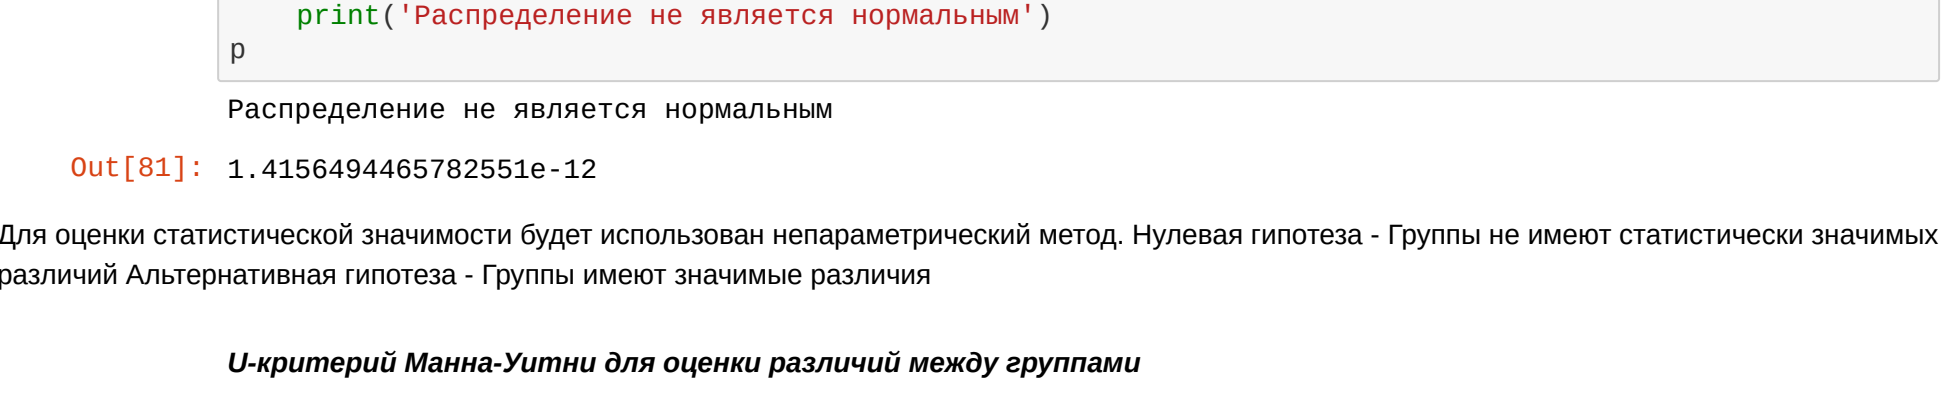 print('Распределение не является нормальным')
p
Распределение не является нормальным
Out[81]: 1.4156494465782551e-12
Для оценки статистической значимости будет использован непараметрический метод. Нулевая гипотеза - Группы не имеют статистически значимых
различий Альтернативная гипотеза - Группы имеют значимые различия
U-критерий Манна-Уитни для оценки различий между группами